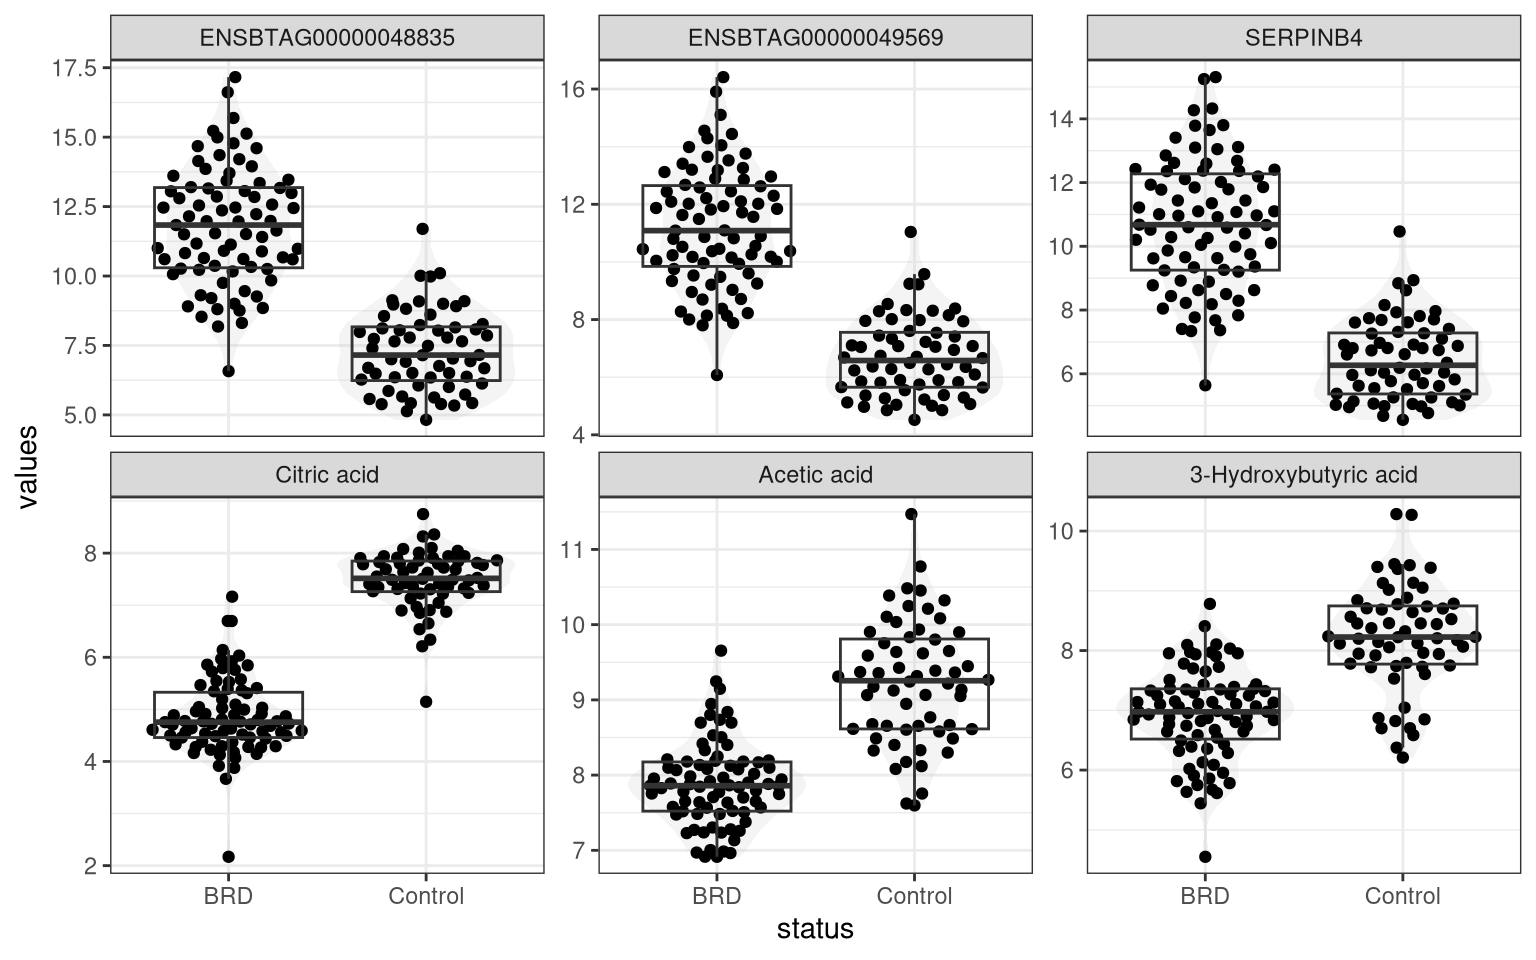 ENSBTAG00000048835
ENSBTAG00000049569
SERPINB4
17.5
15.0
12.5
10.0
7.5
5.0
16
12
8
4
14
12
10
8
6
values
Citric acid
Acetic acid
3-Hydroxybutyric acid
8
6
4
2
11
10
9
8
7
10
8
6
BRD Control
BRD Control
BRD Control
status